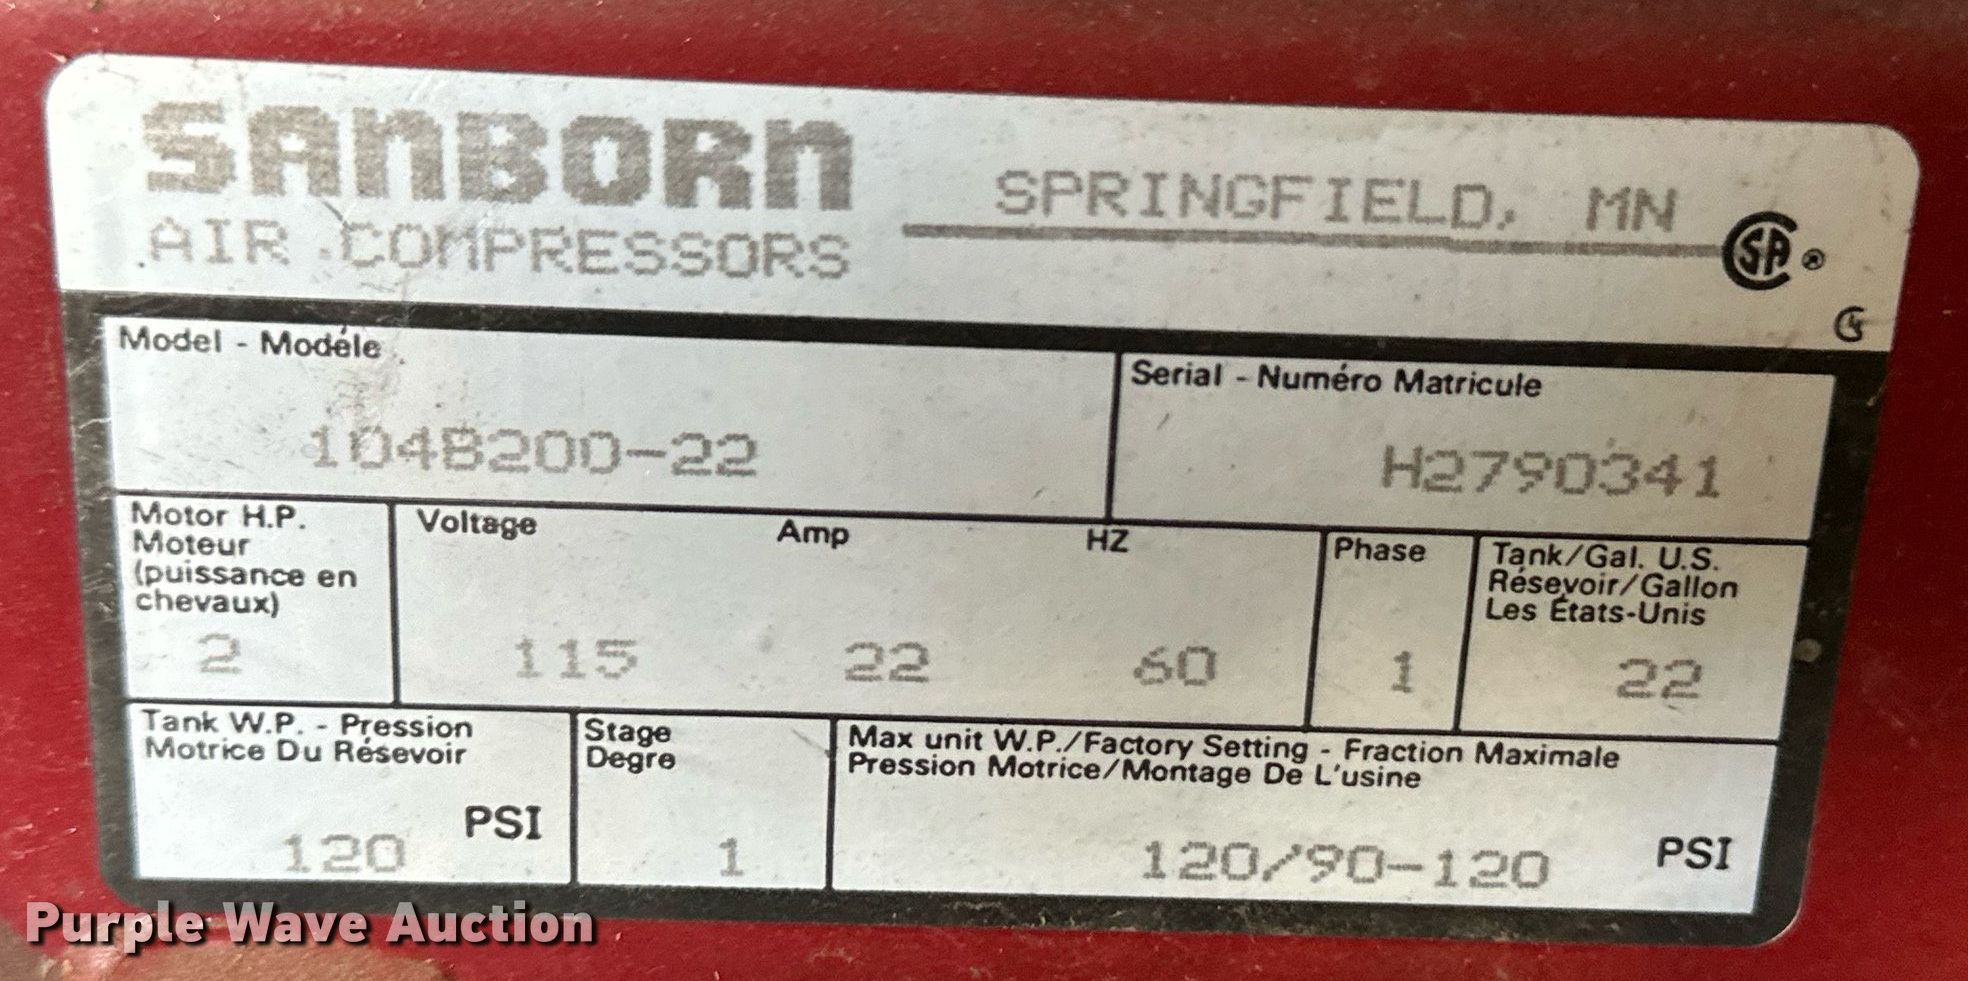 SANBORN
AIR COMPRESSORS
SPRINGFIELD, MN
CSA ®
Model - Modéle
104B200-22
Serial - Numéro Matricule
H2790341
Motor H.P.
Moteur
(puissance en
chevaux)
2
Voltage
115
Amp
22
HZ
60
Phase
1
Tank/Gal. U.S.
Résevoir/Gallon
Les États-Unis
22
Tank W.P. - Pression
Motrice Du Résevoir
120 PSI
Stage
Degre
1
Max unit W.P./Factory Setting - Fraction Maximale
Pression Motrice/Montage De L'usine
120/90-120 PSI
Purple Wave Auction